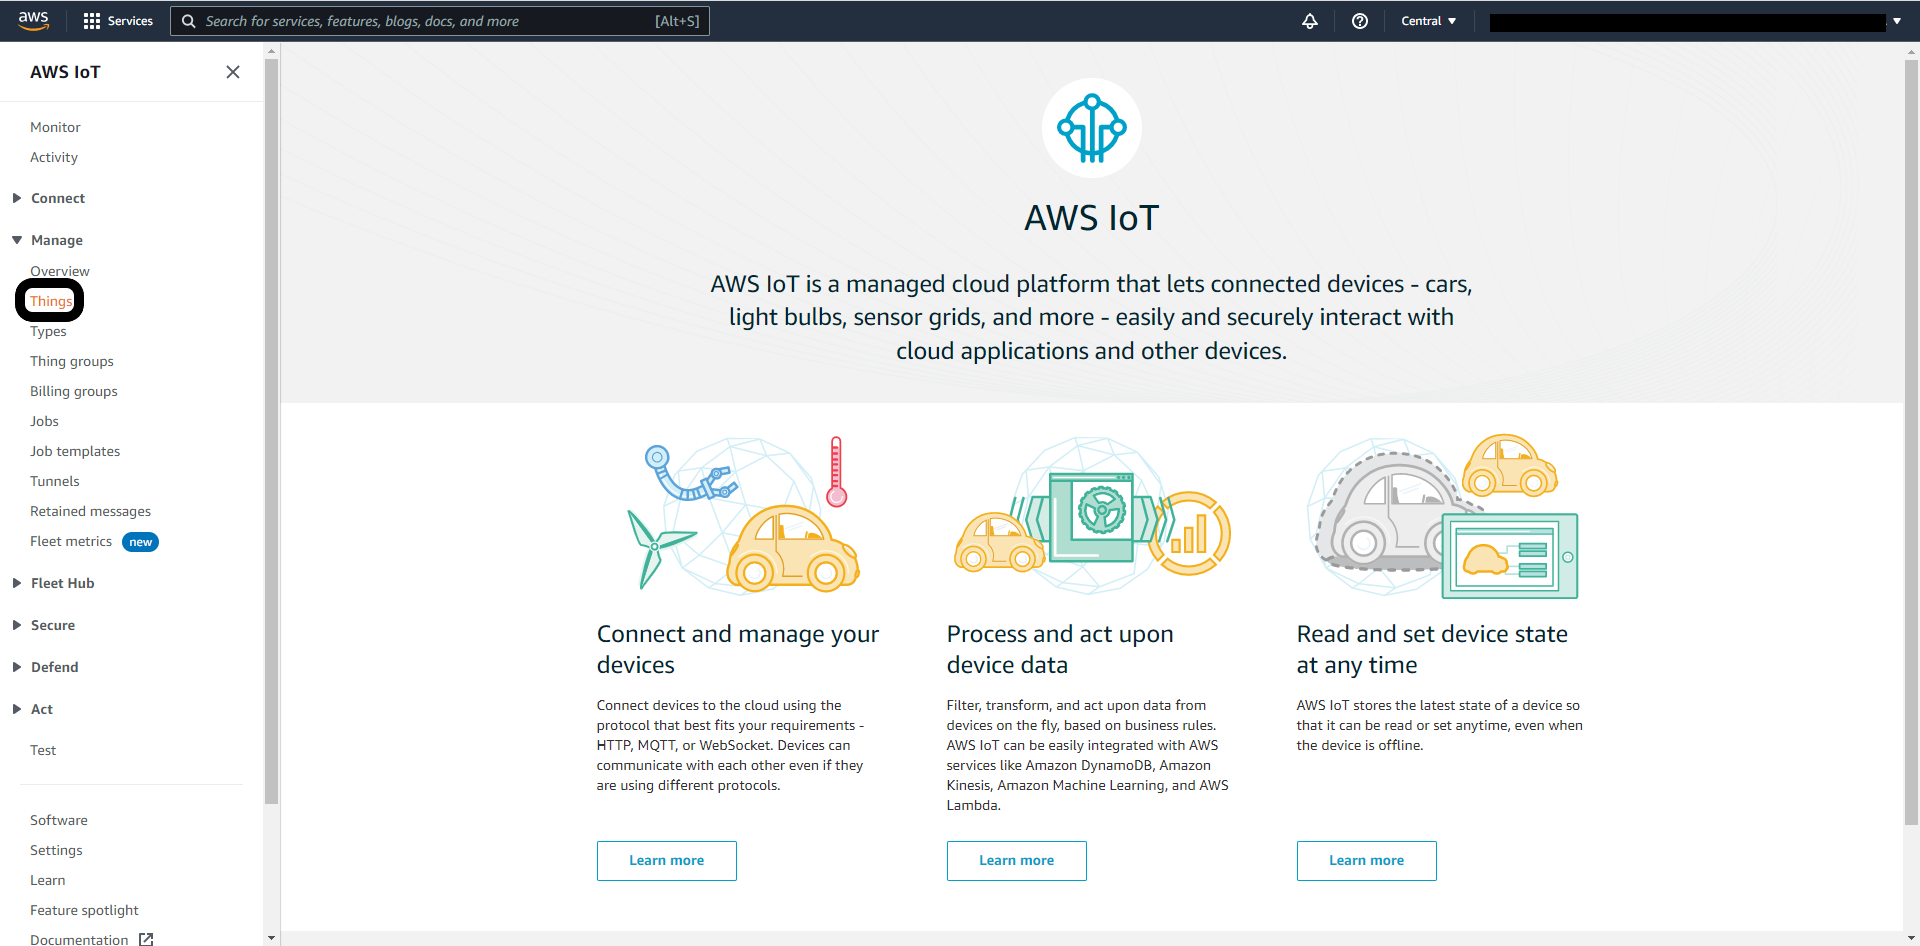 aws
Services
Search for services, features, blogs, docs, and more
[Alt+S]
Central
AWS IoT
Monitor
Activity
Connect
Manage
Overview
Things
Types
Thing groups
Billing groups
Jobs
Job templates
Tunnels
Retained messages
Fleet metrics new
Fleet Hub
Secure
Defend
Act
Test
Software
Settings
Learn
Feature spotlight
Documentation
AWS IoT
AWS IoT is a managed cloud platform that lets connected devices - cars,
light bulbs, sensor grids, and more - easily and securely interact with
cloud applications and other devices.
Connect and manage your
devices
Connect devices to the cloud using the
protocol that best fits your requirements -
HTTP, MQTT, or WebSocket. Devices can
communicate with each other even if they
are using different protocols.
Learn more
Process and act upon
device data
Filter, transform, and act upon data from
devices on the fly, based on business rules.
AWS IoT can be easily integrated with AWS
services like Amazon DynamoDB, Amazon
Kinesis, Amazon Machine Learning, and AWS
Lambda.
Learn more
Read and set device state
at any time
AWS IoT stores the latest state of a device so
that it can be read or set anytime, even when
the device is offline.
Learn more